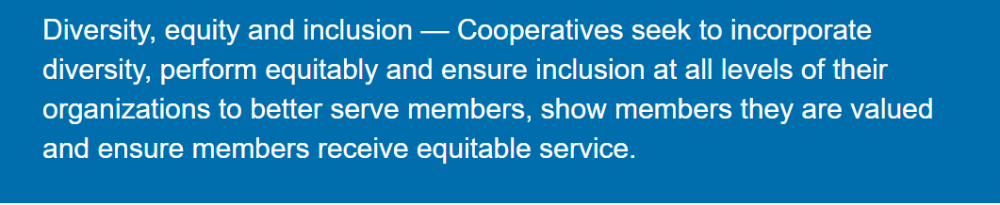 Diversity, equity and inclusion — Cooperatives seek to incorporate
diversity, perform equitably and ensure inclusion at all levels of their
organizations to better serve members, show members they are valued
and ensure members receive equitable service.